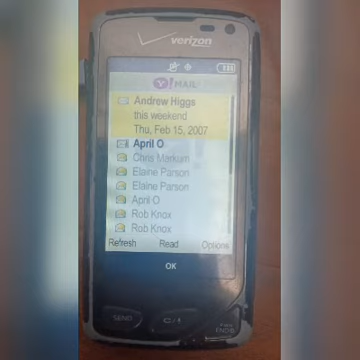 verizon
Y! MAIL
Andrew Higgs
this weekend
Thu, Feb 15, 2007
April O
Chris Markum
Elaine Parson
Elaine Parson
April O
Rob Knox
Rob Knox
Refresh Read Options
OK
SEND
END